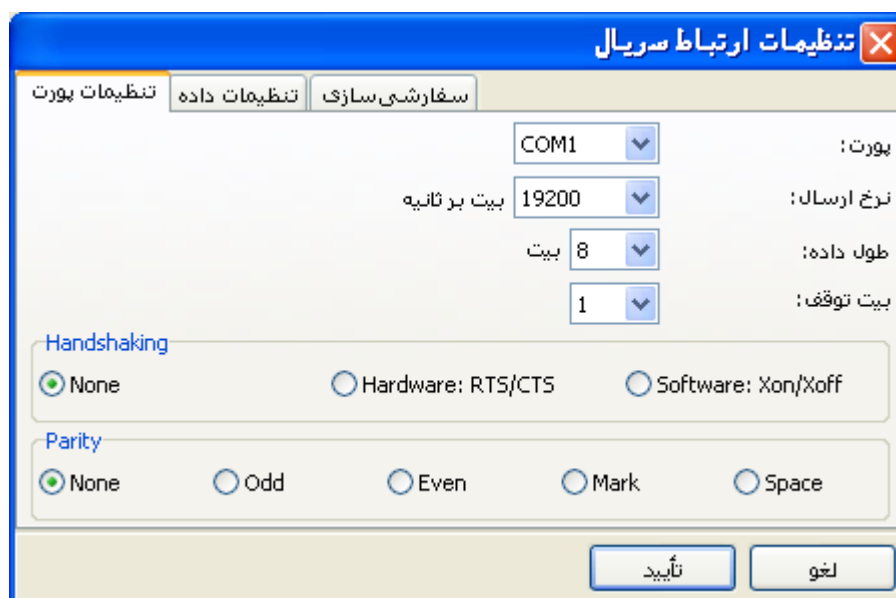 تنظیمات ارتباط سریال
تنظیمات پورت تنظیمات داده سفارشی‌سازی
پورت: COM1
نرخ ارسال: 19200 بیت بر ثانیه
طول داده: 8 بیت
بیت توقف: 1
Handshaking
None Hardware: RTS/CTS Software: Xon/Xoff
Parity
None Odd Even Mark Space
تأیید لغو